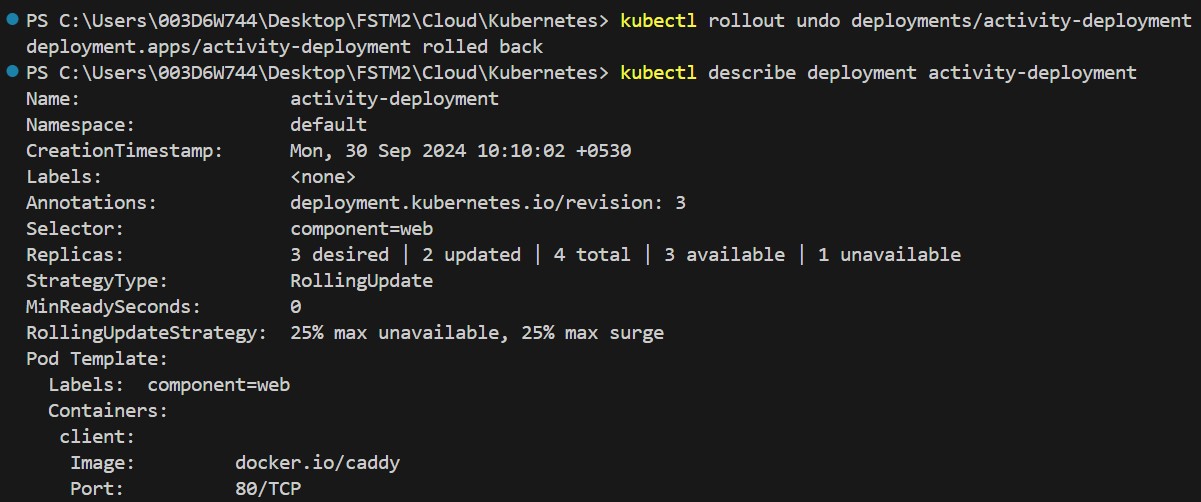 PS C:\Users\003D6W744\Desktop\FSTM2\Cloud\Kubernetes> kubectl rollout undo deployments/activity-deployment
deployment.apps/activity-deployment rolled back
PS C:\Users\003D6W744\Desktop\FSTM2\Cloud\Kubernetes> kubectl describe deployment activity-deployment
Name:                   activity-deployment
Namespace:              default
CreationTimestamp:      Mon, 30 Sep 2024 10:10:02 +0530
Labels:                 <none>
Annotations:            deployment.kubernetes.io/revision: 3
Selector:               component=web
Replicas:               3 desired | 2 updated | 4 total | 3 available | 1 unavailable
StrategyType:           RollingUpdate
MinReadySeconds:        0
RollingUpdateStrategy:  25% max unavailable, 25% max surge
Pod Template:
  Labels:  component=web
  Containers:
   client:
    Image:         docker.io/caddy
    Port:          80/TCP